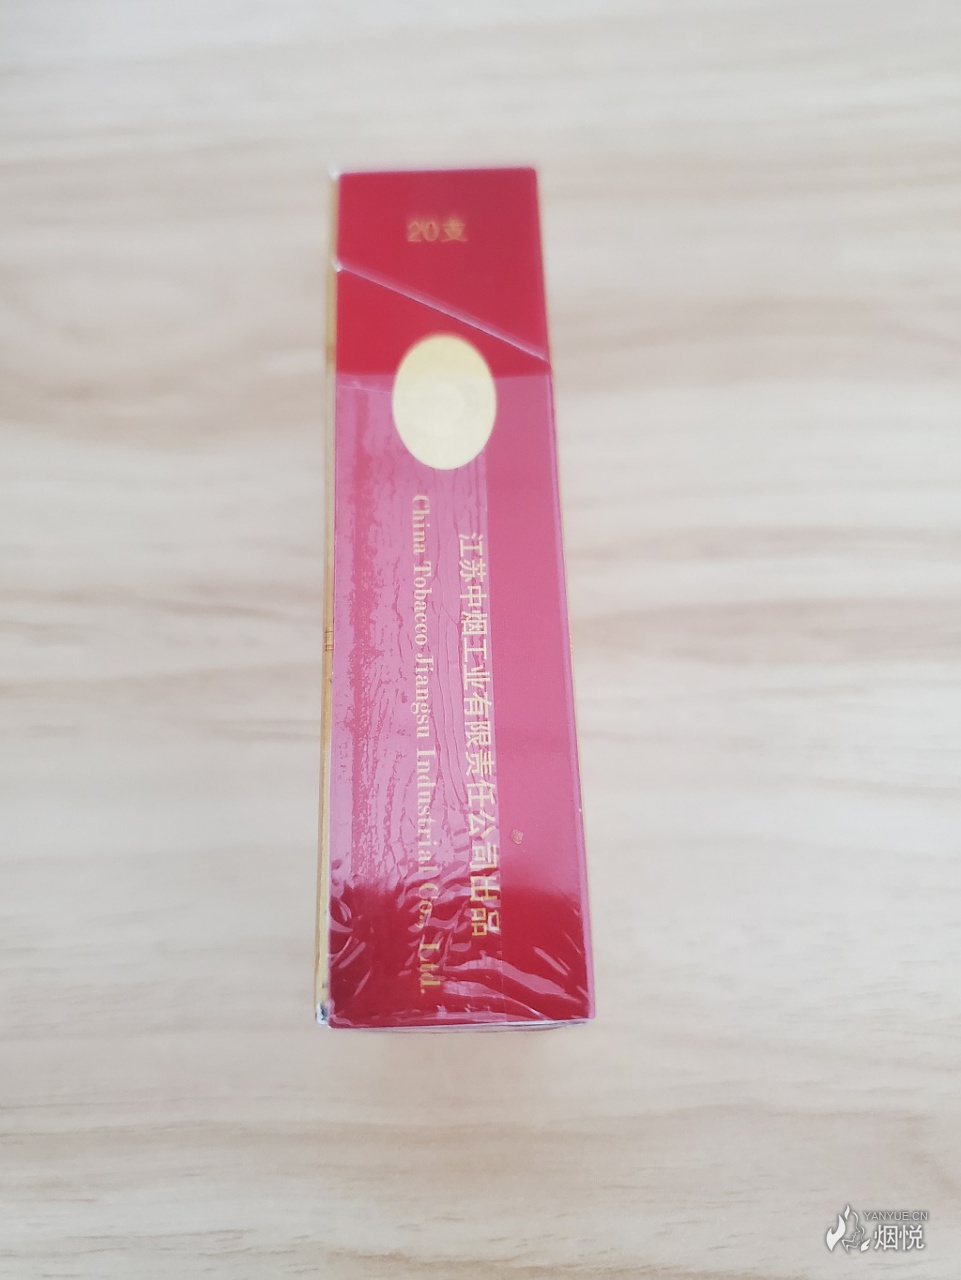 20支
江苏中烟工业有限责任公司出品
China Tobacco Jiangsu Industrial Co., Ltd.
YANYUE.CN
烟悦